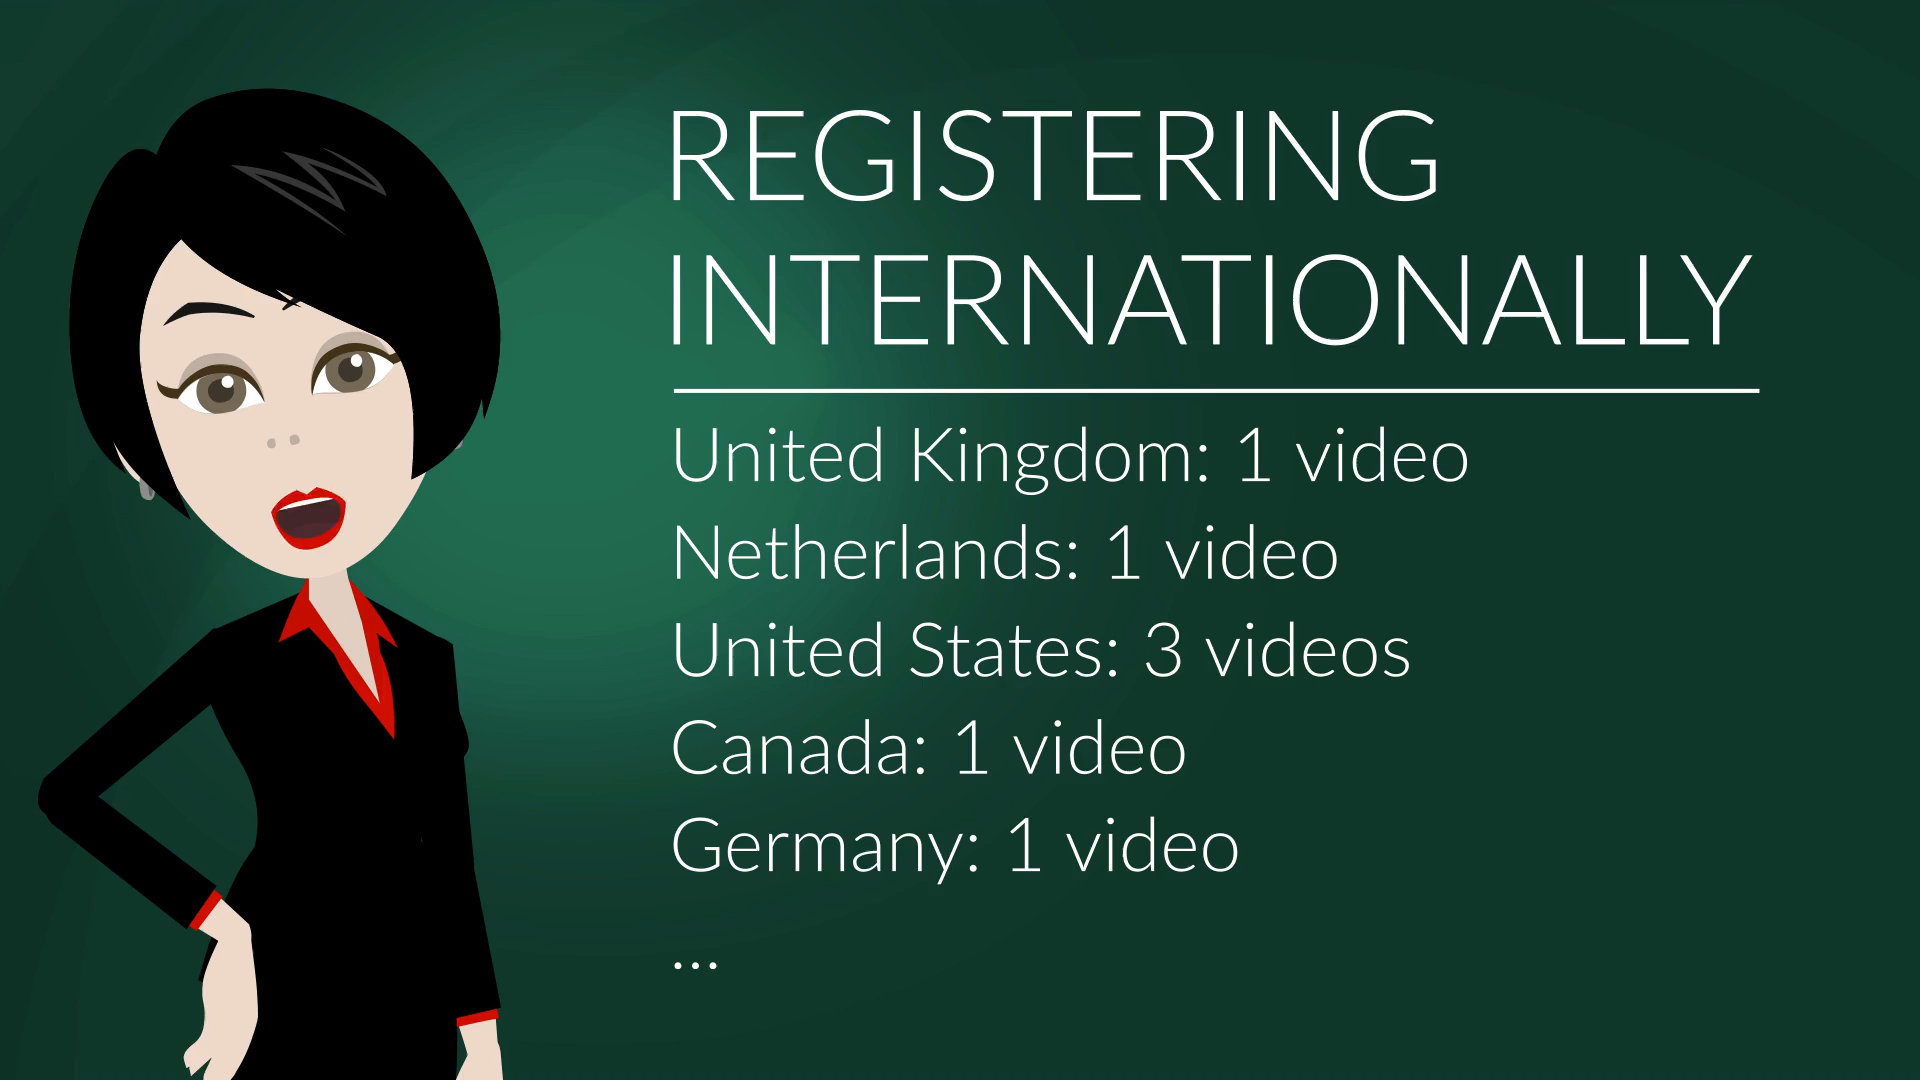 REGISTERING
INTERNATIONALLY
United Kingdom: 1 video
Netherlands: 1 video
United States: 3 videos
Canada: 1 video
Germany: 1 video
...